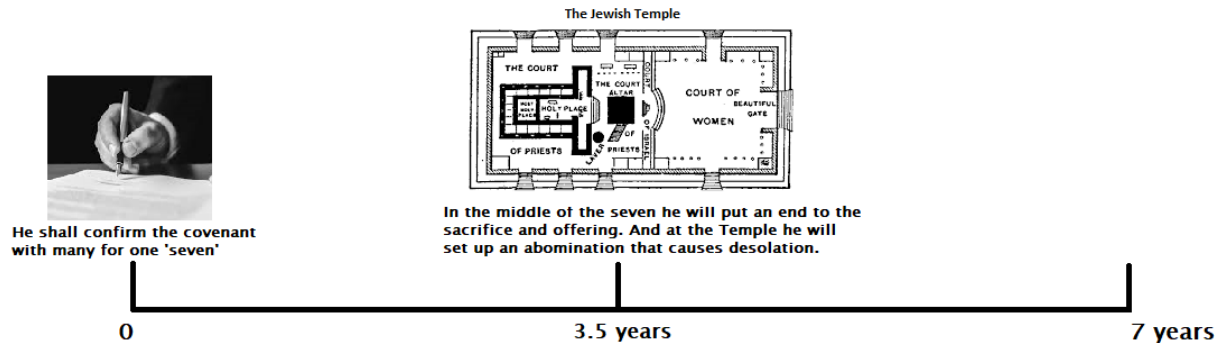 The Jewish Temple
THE COURT
MOST
HOLY
PLACE
HOLY PLACE
OF PRIESTS
THE COURT
ALTAR
OF
PRIESTS
LAVER
COURT
OF ISRAEL
COURT OF
WOMEN
BEAUTIFUL
GATE
He shall confirm the covenant
with many for one 'seven'
In the middle of the seven he will put an end to the
sacrifice and offering. And at the Temple he will
set up an abomination that causes desolation.
0
3.5 years
7 years